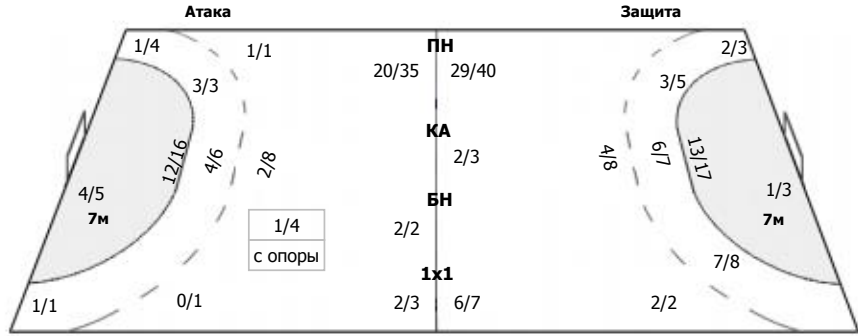 Атака Защита
1/4 1/1 ПН 2/3
3/3 20/35 29/40 3/5
12/16 4/6 2/8 КА 2/3 4/8 6/7 13/17
4/5 БН 1/3
7м 1/4 2/2 7м
с опоры 7/8
1x1
1/1 0/1 2/3 6/7 2/2